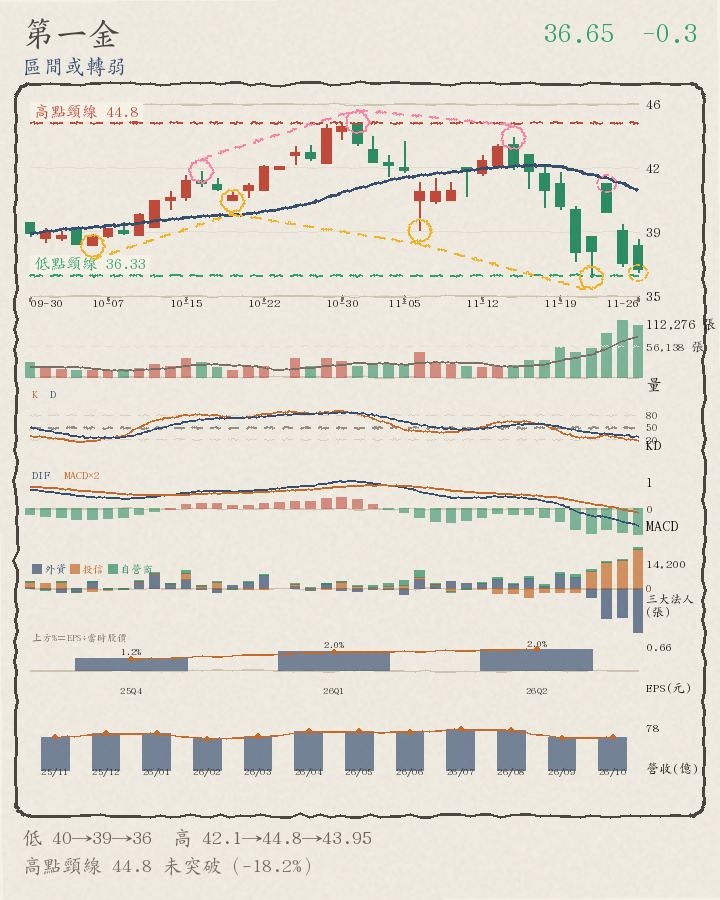 第一金
36.65 -0.3
區間或轉弱
高點頸線 44.8
46
42
39
低點頸線 36.33
35
09-30 10-07 10-15 10-22 10-30 11-05 11-12 11-19 11-26
112,276 張
56,138 張
量
K D
80
50
20
KD
DIF MACD×2
1
0
MACD
外資 投信 自營商
14,200
0
三大法人
(張)
上方%=EPS÷當時股價
1.2% 2.0% 2.0%
0.66
25Q4 26Q1 26Q2
EPS(元)
78
25/11 25/12 26/01 26/02 26/03 26/04 26/05 26/06 26/07 26/08 26/09 26/10
營收(億)
低 40→39→36 高 42.1→44.8→43.95
高點頸線 44.8 未突破 (-18.2%)